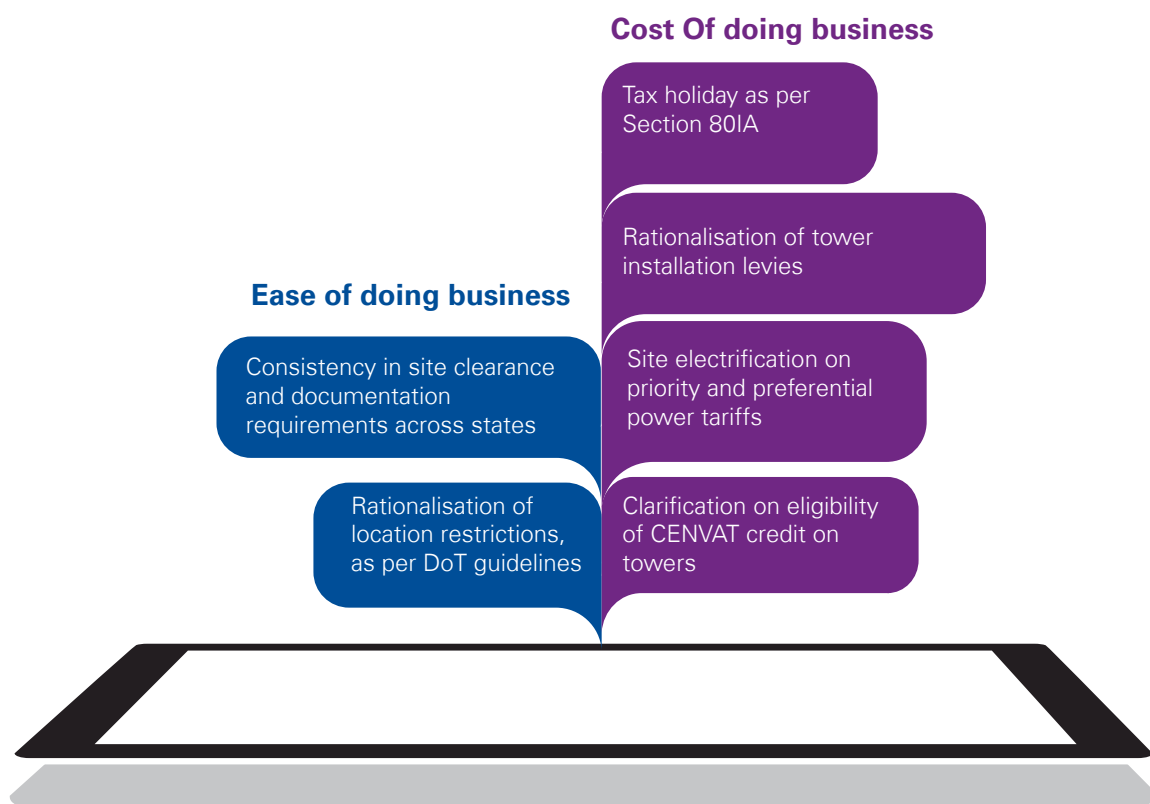 Cost Of doing business
Tax holiday as per
Section 80IA
Rationalisation of tower
installation levies
Site electrification on
priority and preferential
power tariffs
Clarification on eligibility
of CENVAT credit on
towers
Ease of doing business
Consistency in site clearance
and documentation
requirements across states
Rationalisation of
location restrictions,
as per DoT guidelines